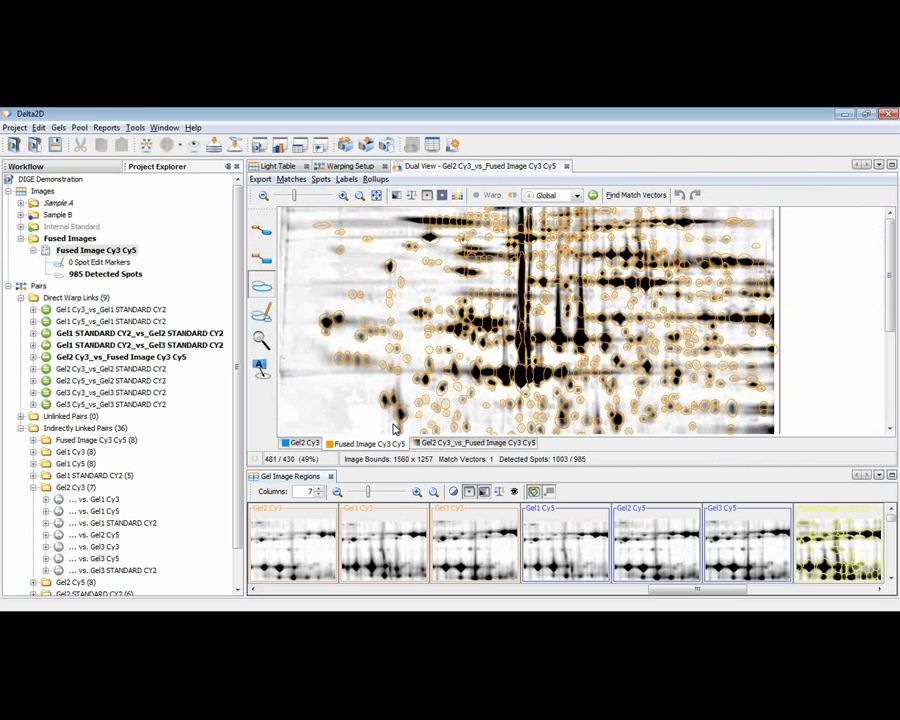 Delta2D
Project Edit Gels Pool Reports Tools Window Help
Workflow Project Explorer
DIGE Demonstration
Images
Sample A
Sample B
Internal Standard
Fused Images
Fused Image Cy3 Cy5
0 Spot Edit Markers
985 Detected Spots
Pairs
Direct Warp Links (9)
Gel1 Cy3_vs_Gel1 STANDARD CY2
Gel1 Cy5_vs_Gel1 STANDARD CY2
Gel1 STANDARD CY2_vs_Gel2 STANDARD CY2
Gel1 STANDARD CY2_vs_Gel3 STANDARD CY2
Gel2 Cy3_vs_Fused Image Cy3 Cy5
Gel2 Cy3_vs_Gel2 STANDARD CY2
Gel2 Cy5_vs_Gel2 STANDARD CY2
Gel3 Cy3_vs_Gel3 STANDARD CY2
Gel3 Cy5_vs_Gel3 STANDARD CY2
Unlinked Pairs (0)
Indirectly Linked Pairs (36)
Fused Image Cy3 Cy5 (8)
Gel1 Cy3 (8)
Gel1 Cy5 (8)
Gel1 STANDARD CY2 (5)
Gel2 Cy3 (7)
... vs. Gel1 Cy3
... vs. Gel1 Cy5
... vs. Gel1 STANDARD CY2
... vs. Gel2 Cy5
... vs. Gel3 Cy3
... vs. Gel3 Cy5
... vs. Gel3 STANDARD CY2
Gel2 Cy5 (8)
Gel2 STANDARD CY2 (6)
Light Table Warping Setup Dual View - Gel2 Cy3_vs_Fused Image Cy3 Cy5
Export Matches Spots Labels Rollups
Warp Global Find Match Vectors
A
Gel2 Cy3 Fused Image Cy3 Cy5 Gel2 Cy3_vs_Fused Image Cy3 Cy5
481 / 430 (49%) Image Bounds: 1560 x 1257 Match Vectors: 1 Detected Spots: 1003 / 985
Gel Image Regions
Columns: 7
Gel2 Cy3 Gel1 Cy3 Gel3 Cy3 Gel1 Cy5 Gel2 Cy5 Gel3 Cy5 Fused Image Cy3 Cy5